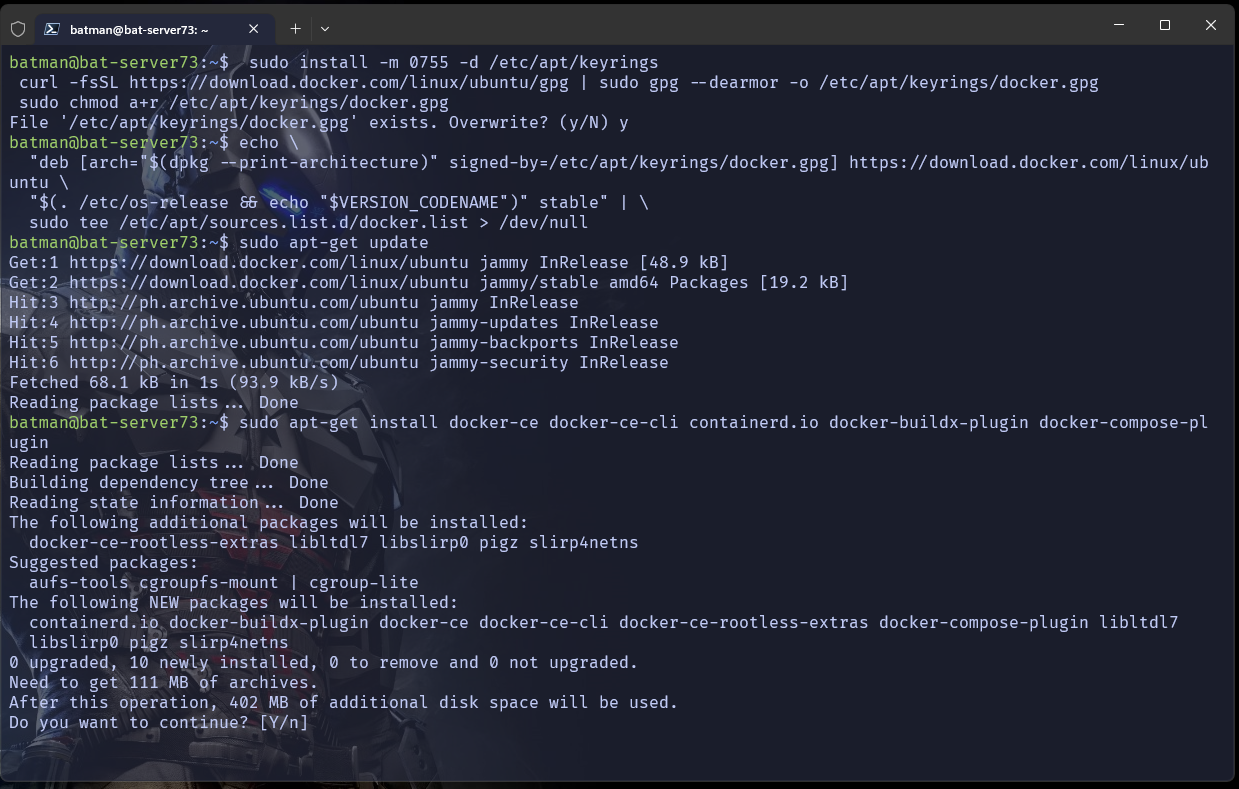 batman@bat-server73: ~
batman@bat-server73:~$  sudo install -m 0755 -d /etc/apt/keyrings
 curl -fsSL https://download.docker.com/linux/ubuntu/gpg | sudo gpg --dearmor -o /etc/apt/keyrings/docker.gpg
 sudo chmod a+r /etc/apt/keyrings/docker.gpg
File '/etc/apt/keyrings/docker.gpg' exists. Overwrite? (y/N) y
batman@bat-server73:~$ echo \
  "deb [arch="$(dpkg --print-architecture)" signed-by=/etc/apt/keyrings/docker.gpg] https://download.docker.com/linux/ub
untu \
  "$(. /etc/os-release && echo "$VERSION_CODENAME")" stable" | \
  sudo tee /etc/apt/sources.list.d/docker.list > /dev/null
batman@bat-server73:~$ sudo apt-get update
Get:1 https://download.docker.com/linux/ubuntu jammy InRelease [48.9 kB]
Get:2 https://download.docker.com/linux/ubuntu jammy/stable amd64 Packages [19.2 kB]
Hit:3 http://ph.archive.ubuntu.com/ubuntu jammy InRelease
Hit:4 http://ph.archive.ubuntu.com/ubuntu jammy-updates InRelease
Hit:5 http://ph.archive.ubuntu.com/ubuntu jammy-backports InRelease
Hit:6 http://ph.archive.ubuntu.com/ubuntu jammy-security InRelease
Fetched 68.1 kB in 1s (93.9 kB/s)
Reading package lists... Done
batman@bat-server73:~$ sudo apt-get install docker-ce docker-ce-cli containerd.io docker-buildx-plugin docker-compose-pl
ugin
Reading package lists... Done
Building dependency tree... Done
Reading state information... Done
The following additional packages will be installed:
  docker-ce-rootless-extras libltdl7 libslirp0 pigz slirp4netns
Suggested packages:
  aufs-tools cgroupfs-mount | cgroup-lite
The following NEW packages will be installed:
  containerd.io docker-buildx-plugin docker-ce docker-ce-cli docker-ce-rootless-extras docker-compose-plugin libltdl7
  libslirp0 pigz slirp4netns
0 upgraded, 10 newly installed, 0 to remove and 0 not upgraded.
Need to get 111 MB of archives.
After this operation, 402 MB of additional disk space will be used.
Do you want to continue? [Y/n]